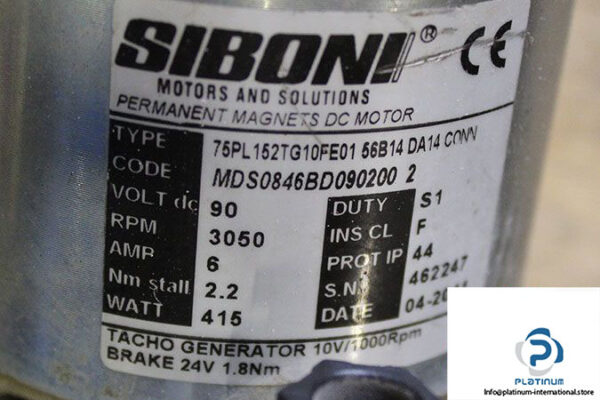 SIBONI® CE
MOTORS AND SOLUTIONS
PERMANENT MAGNETS DC MOTOR
TYPE 75PL152TG10FE01 56B14 DA14 CONN
CODE MDS0846BD090200 2
VOLT dc 90 DUTY S1
RPM 3050 INS CL F
AMP 6 PROT IP 44
Nm stall 2.2 S.N. 462247
WATT 415 DATE 04-20
TACHO GENERATOR 10V/1000Rpm
BRAKE 24V 1.8Nm
PLATINUM
Info@platinum-international.store